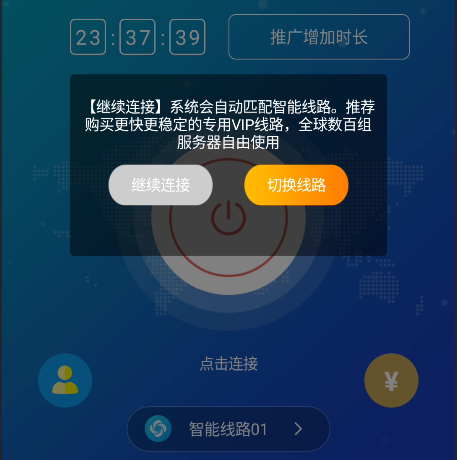 23 : 37 : 39
推广增加时长
【继续连接】系统会自动匹配智能线路。推荐
购买更快更稳定的专用VIP线路，全球数百组
服务器自由使用
继续连接
切换线路
点击连接
¥
智能线路01